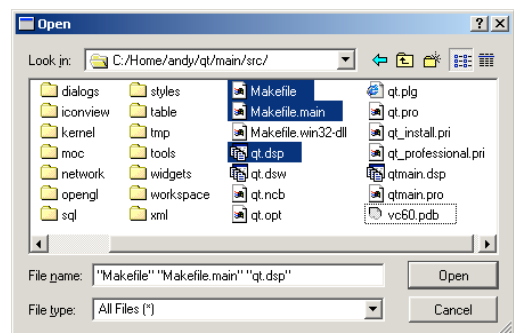 Open
Look in: C:/Home/andy/qt/main/src/
dialogs styles Makefile qt.plg
iconview table Makefile.main qt.pro
kernel tmp Makefile.win32-dll qt_install.pri
moc tools qt.dsp qt_professional.pri
network widgets qt.dsw qtmain.dsp
opengl workspace qt.ncb qtmain.pro
sql xml qt.opt vc60.pdb
File name: "Makefile" "Makefile.main" "qt.dsp" Open
File type: All Files (*) Cancel